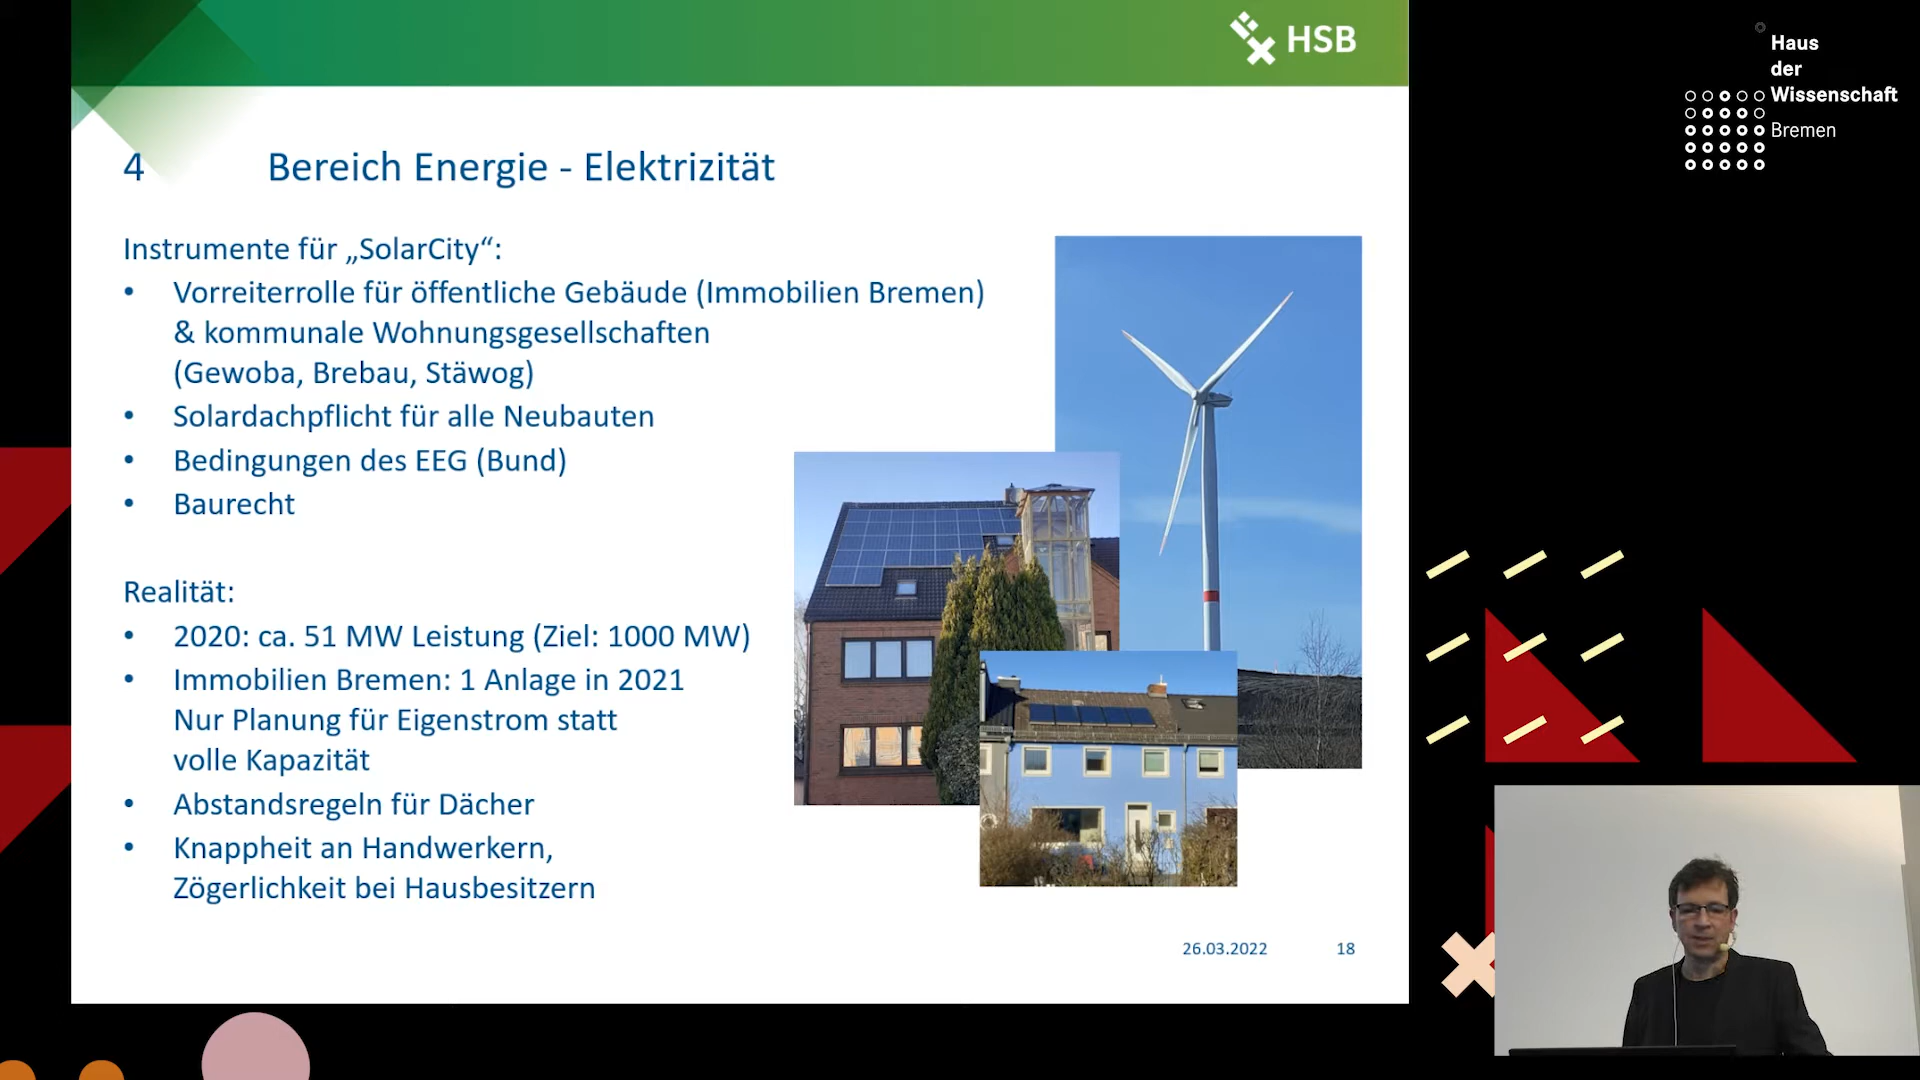 HSB
Haus
der
Wissenschaft
Bremen
4 Bereich Energie - Elektrizität
Instrumente für „SolarCity“:
• Vorreiterrolle für öffentliche Gebäude (Immobilien Bremen)
& kommunale Wohnungsgesellschaften
(Gewoba, Brebau, Stäwog)
• Solardachpflicht für alle Neubauten
• Bedingungen des EEG (Bund)
• Baurecht
Realität:
• 2020: ca. 51 MW Leistung (Ziel: 1000 MW)
• Immobilien Bremen: 1 Anlage in 2021
Nur Planung für Eigenstrom statt
volle Kapazität
• Abstandsregeln für Dächer
• Knappheit an Handwerkern,
Zögerlichkeit bei Hausbesitzern
26.03.2022 18